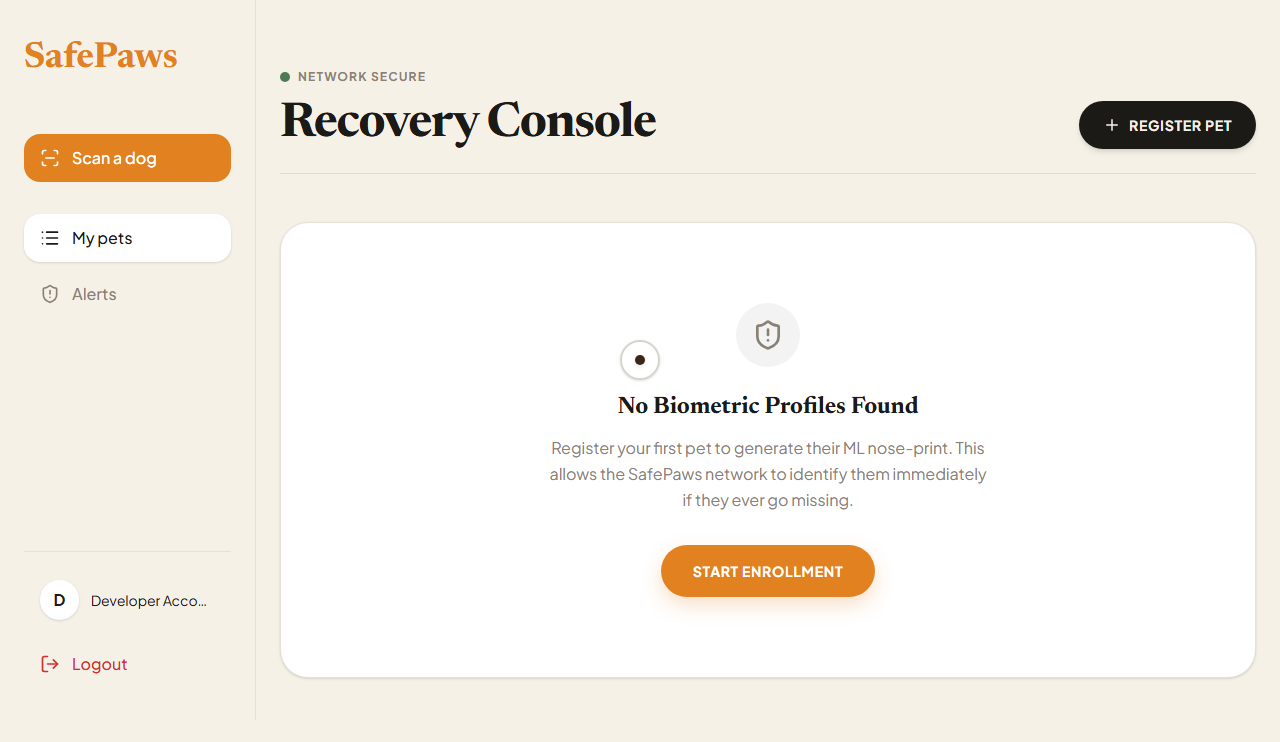 SafePaws
Scan a dog
My pets
Alerts
D
Developer Acco...
Logout
NETWORK SECURE
Recovery Console
REGISTER PET
No Biometric Profiles Found
Register your first pet to generate their ML nose-print. This
allows the SafePaws network to identify them immediately
if they ever go missing.
START ENROLLMENT